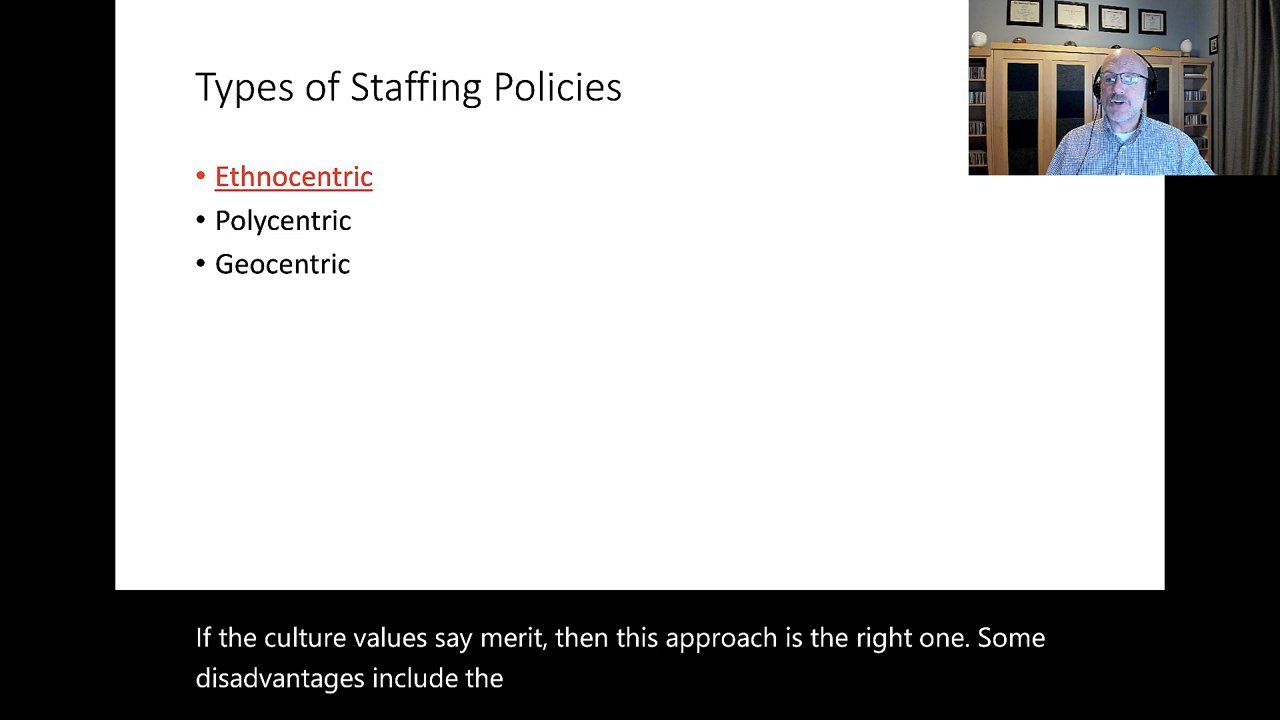 Types of Staffing Policies
• Ethnocentric
• Polycentric
• Geocentric
If the culture values say merit, then this approach is the right one. Some
disadvantages include the